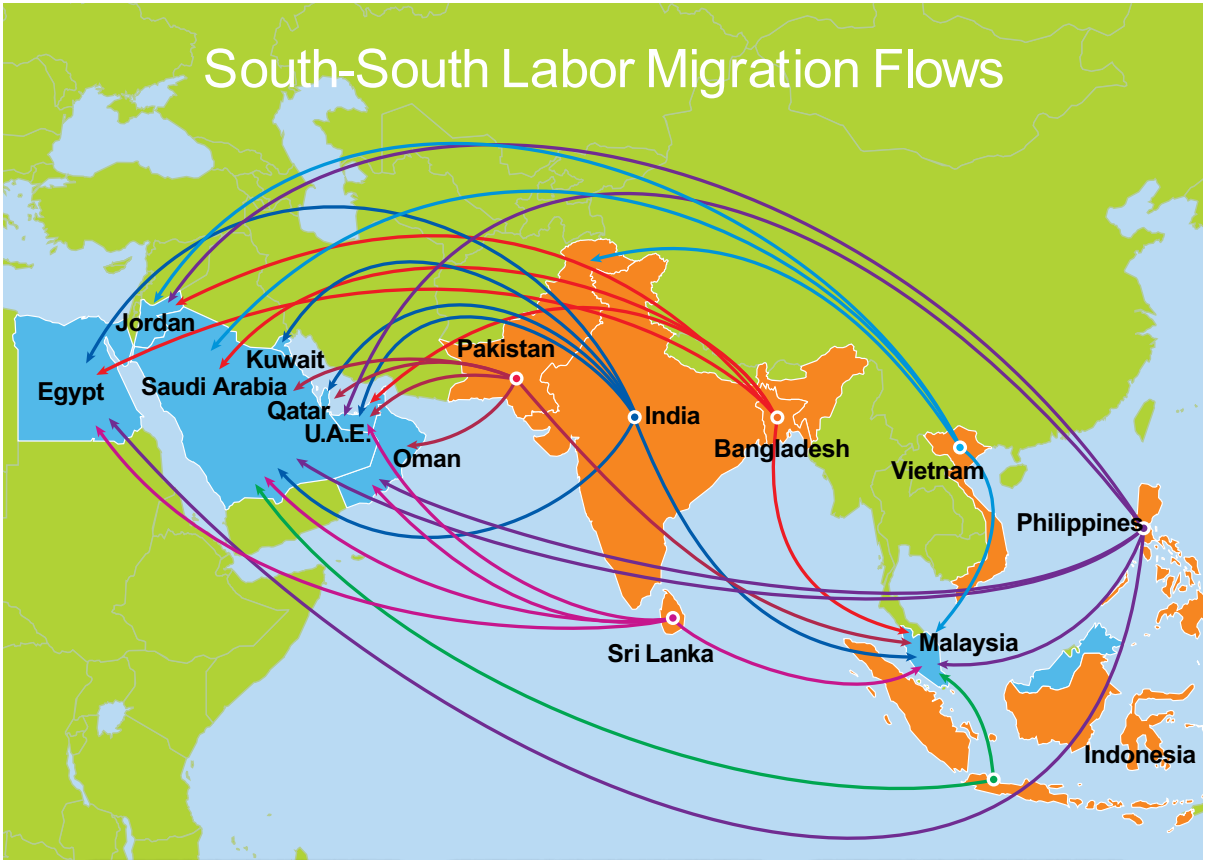 South-South Labor Migration Flows
Jordan
Kuwait
Pakistan
Egypt
Saudi Arabia
Qatar
India
U.A.E.
Bangladesh
Oman
Vietnam
Philippines
Malaysia
Sri Lanka
Indonesia